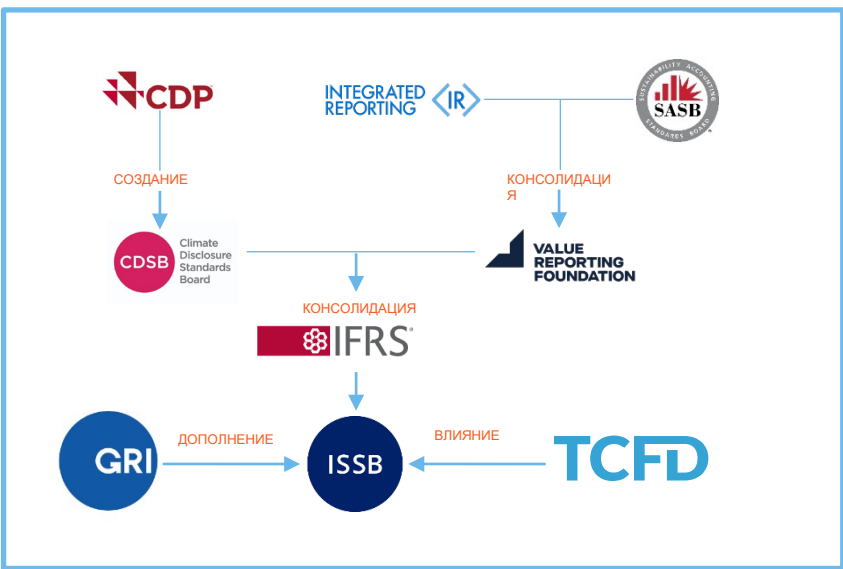 CDP
INTEGRATED
REPORTING
<IR>
SUSTAINABILITY ACCOUNTING
SASB
STANDARDS BOARD
СОЗДАНИЕ
КОНСОЛИДАЦИ
Я
CDSB
Climate
Disclosure
Standards
Board
VALUE
REPORTING
FOUNDATION
КОНСОЛИДАЦИЯ
IFRS
GRI
ДОПОЛНЕНИЕ
ISSB
ВЛИЯНИЕ
TCFD